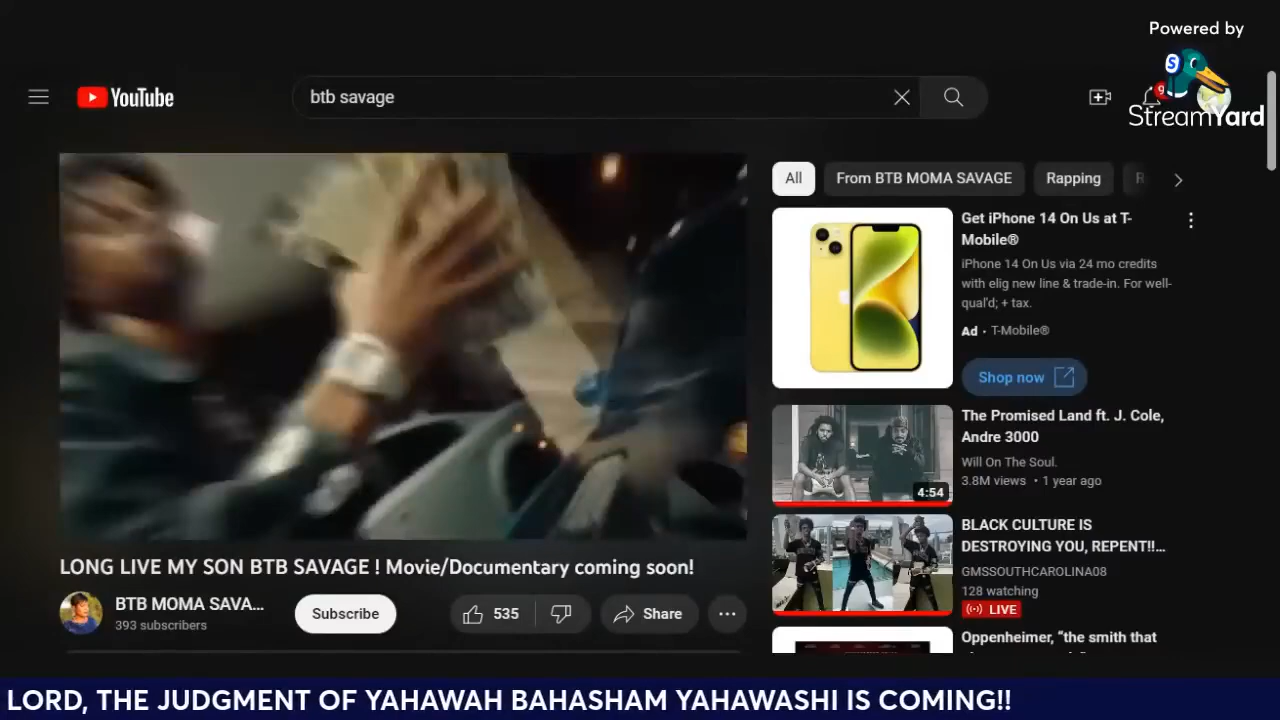 Powered by
StreamYard
YouTube
btb savage
9
All
From BTB MOMA SAVAGE
Rapping
R
Get iPhone 14 On Us at T-
Mobile®
iPhone 14 On Us via 24 mo credits
with elig new line & trade-in. For well-
qual'd; + tax.
Ad · T-Mobile®
Shop now
The Promised Land ft. J. Cole,
Andre 3000
Will On The Soul.
3.8M views • 1 year ago
4:54
BLACK CULTURE IS
DESTROYING YOU, REPENT!!...
GMSSOUTHCAROLINA08
128 watching
LIVE
Oppenheimer, “the smith that
LONG LIVE MY SON BTB SAVAGE ! Movie/Documentary coming soon!
BTB MOMA SAVA...
393 subscribers
Subscribe
535
Share
LORD, THE JUDGMENT OF YAHAWAH BAHASHAM YAHAWASHI IS COMING!!